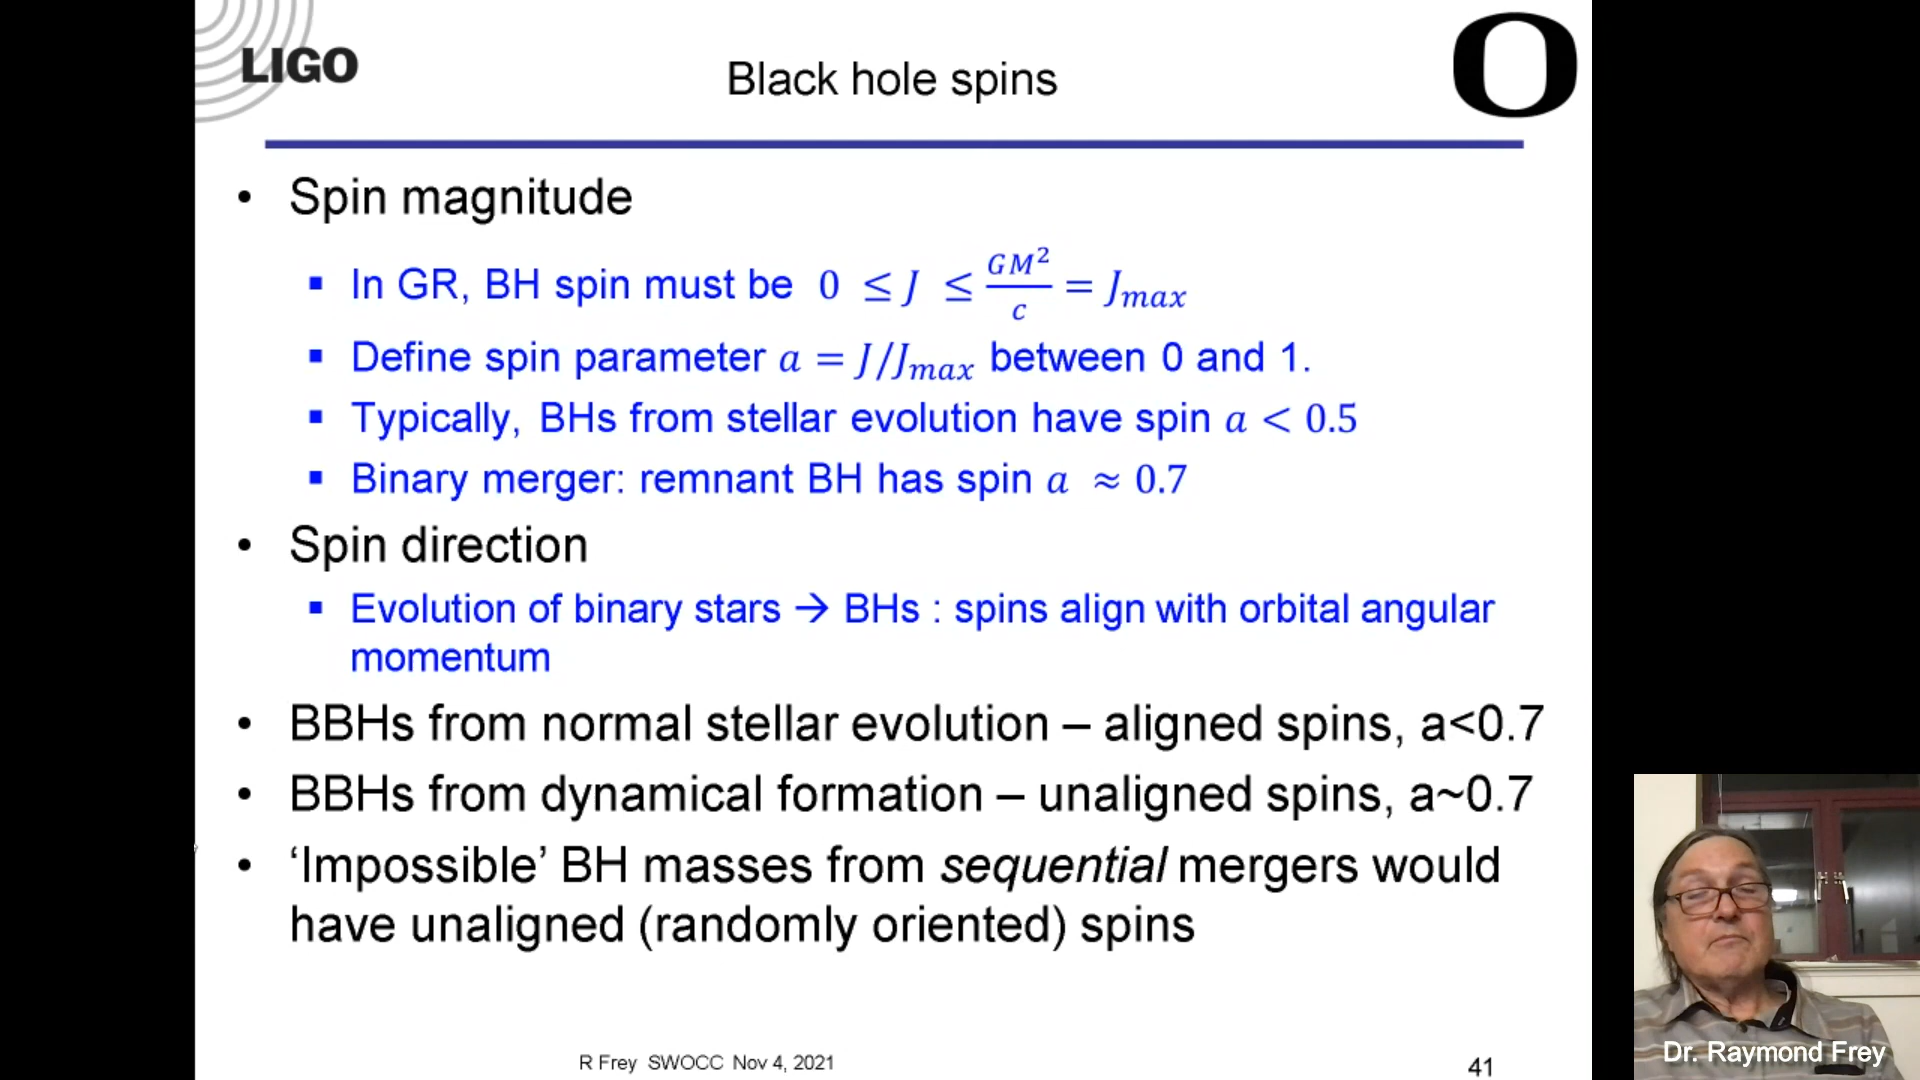 LIGO
Black hole spins
O
• Spin magnitude
▪ In GR, BH spin must be 0 ≤ J ≤ GM²/c = Jmax
▪ Define spin parameter a = J/Jmax between 0 and 1.
▪ Typically, BHs from stellar evolution have spin a < 0.5
▪ Binary merger: remnant BH has spin a ≈ 0.7
• Spin direction
▪ Evolution of binary stars → BHs : spins align with orbital angular
momentum
• BBHs from normal stellar evolution – aligned spins, a<0.7
• BBHs from dynamical formation – unaligned spins, a~0.7
• ‘Impossible’ BH masses from sequential mergers would
have unaligned (randomly oriented) spins
R Frey SWOCC Nov 4, 2021
41
Dr. Raymond Frey